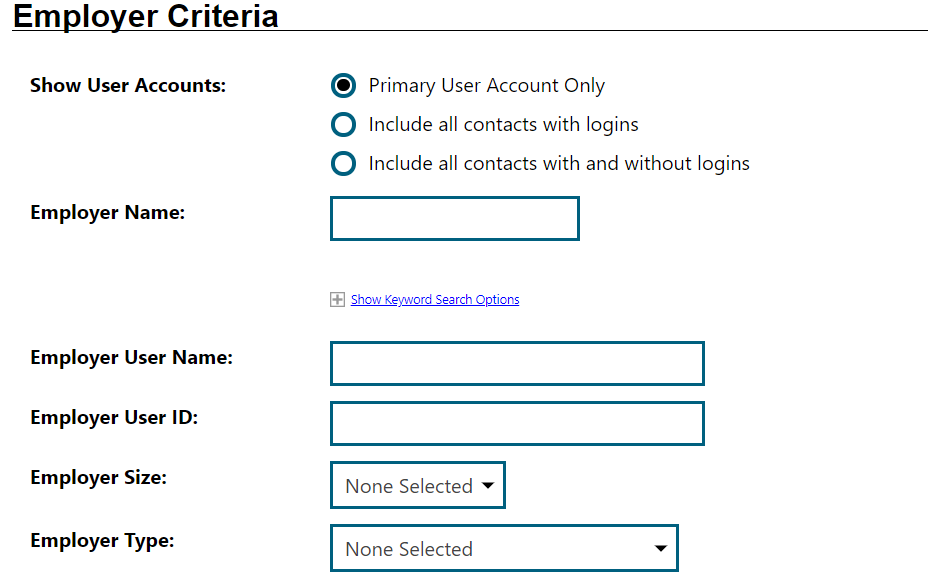 Employer Criteria
Show User Accounts:
Primary User Account Only
Include all contacts with logins
Include all contacts with and without logins
Employer Name:
Show Keyword Search Options
Employer User Name:
Employer User ID:
Employer Size:
None Selected
Employer Type:
None Selected